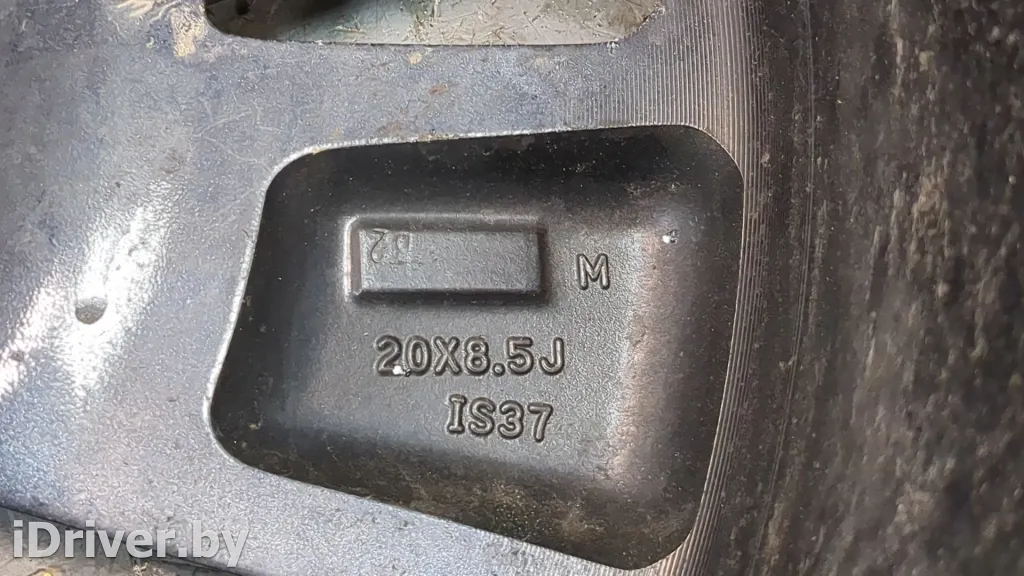 M
20X8.5J
IS37
iDriver.by